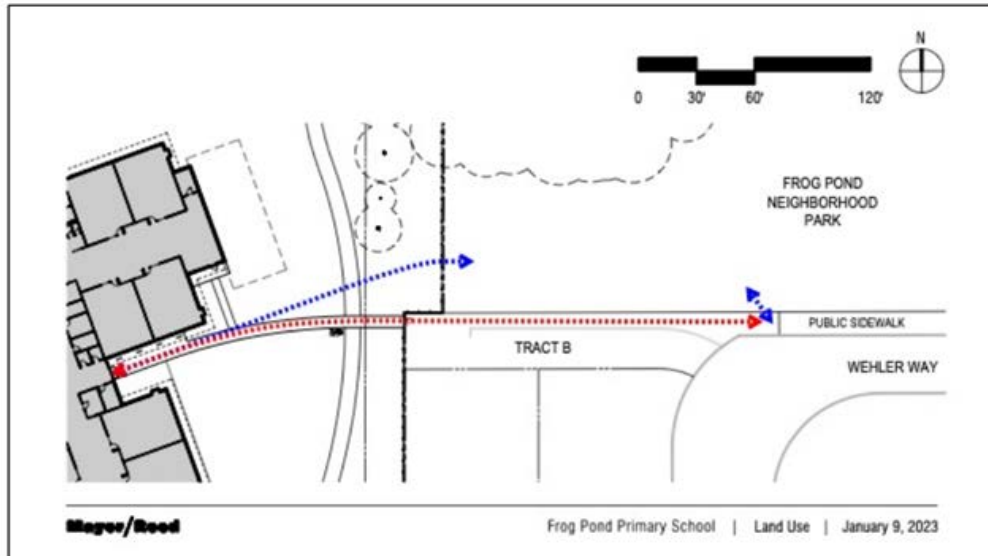 N
0 30' 60' 120'
FROG POND
NEIGHBORHOOD
PARK
PUBLIC SIDEWALK
TRACT B
WEHLER WAY
Mayer/Reed
Frog Pond Primary School | Land Use | January 9, 2023